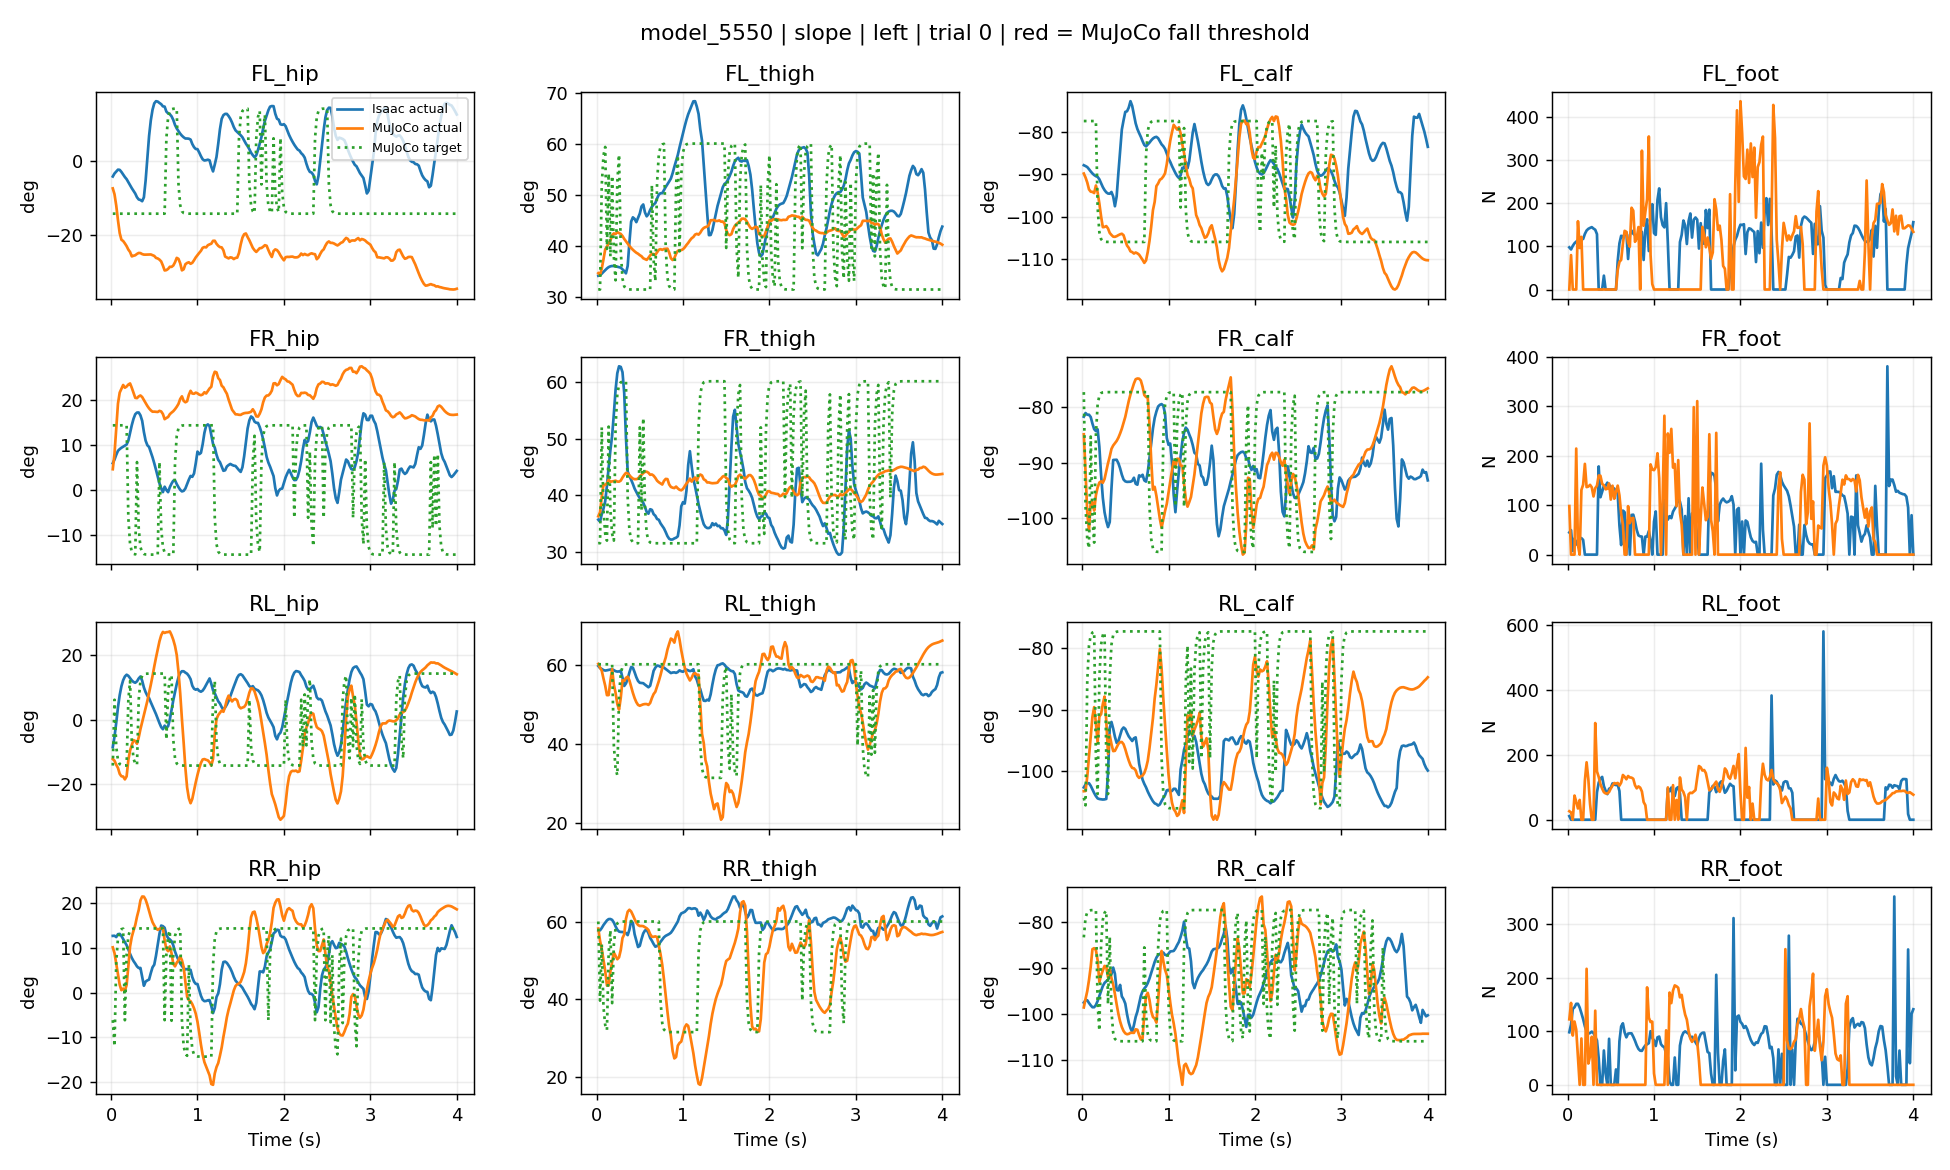 model_5550 | slope | left | trial 0 | red = MuJoCo fall threshold
FL_hip
FL_thigh
FL_calf
FL_foot
Isaac actual
MuJoCo actual
MuJoCo target
0
−20
deg
70
60
50
40
30
deg
−80
−90
−100
−110
deg
400
300
200
100
0
N
FR_hip
FR_thigh
FR_calf
FR_foot
20
10
0
−10
deg
60
50
40
30
deg
−80
−90
−100
deg
400
300
200
100
0
N
RL_hip
RL_thigh
RL_calf
RL_foot
20
0
−20
deg
60
40
20
deg
−80
−90
−100
deg
600
400
200
0
N
RR_hip
RR_thigh
RR_calf
RR_foot
20
10
0
−10
−20
deg
60
40
20
deg
−80
−90
−100
−110
deg
300
200
100
0
N
0 1 2 3 4
0 1 2 3 4
0 1 2 3 4
0 1 2 3 4
Time (s)
Time (s)
Time (s)
Time (s)